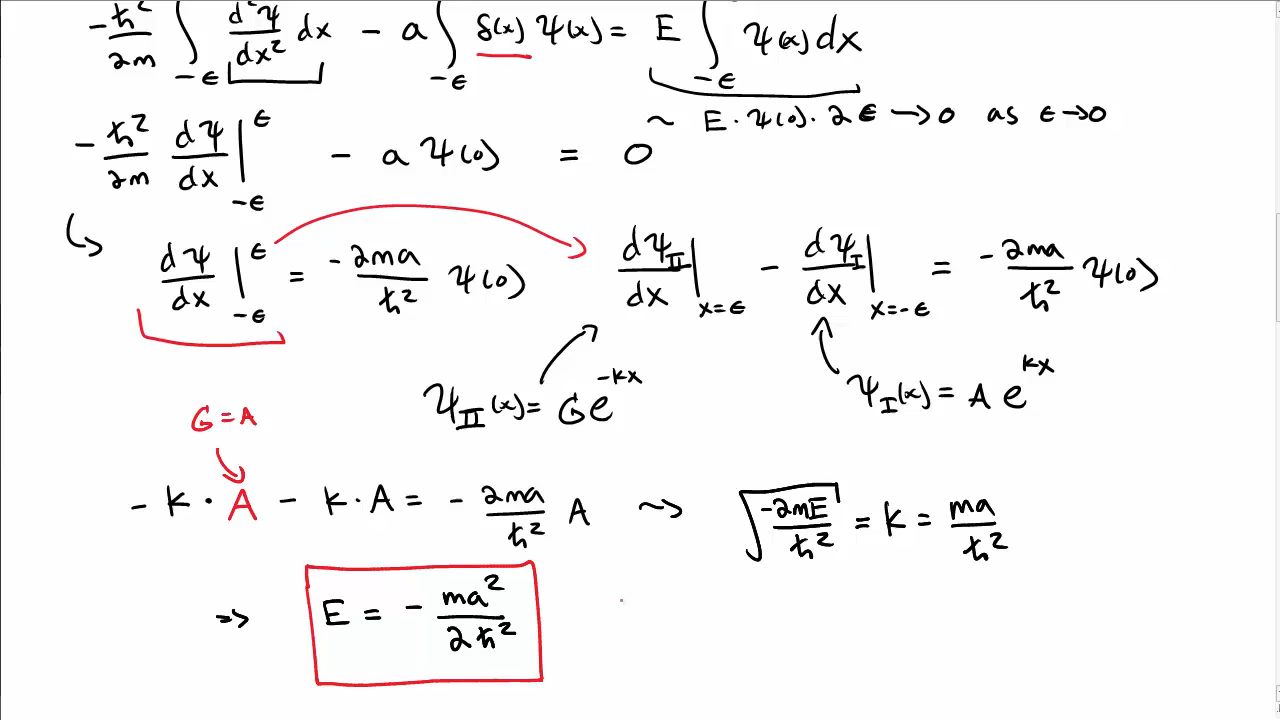 -ħ²/2m ∫_{-ϵ} d²ψ/dx² dx - a ∫_{-ϵ} δ(x) ψ(x) = E ∫_{-ϵ} ψ(x) dx
~ E · ψ(0) · 2ϵ → 0 as ϵ → 0
-ħ²/2m dψ/dx |_{-ϵ}^{ϵ} - a ψ(0) = 0
↳ dψ/dx |_{-ϵ}^{ϵ} = -2ma/ħ² ψ(0) → dψ_II/dx |_{x=ϵ} - dψ_I/dx |_{x=-ϵ} = -2ma/ħ² ψ(0)
ψ_II(x) = G e^{-kx} ψ_I(x) = A e^{kx}
G = A
- k · A - k · A = - 2ma/ħ² A ~> √(-2mE/ħ²) = k = ma/ħ²
=> E = - ma²/2ħ²